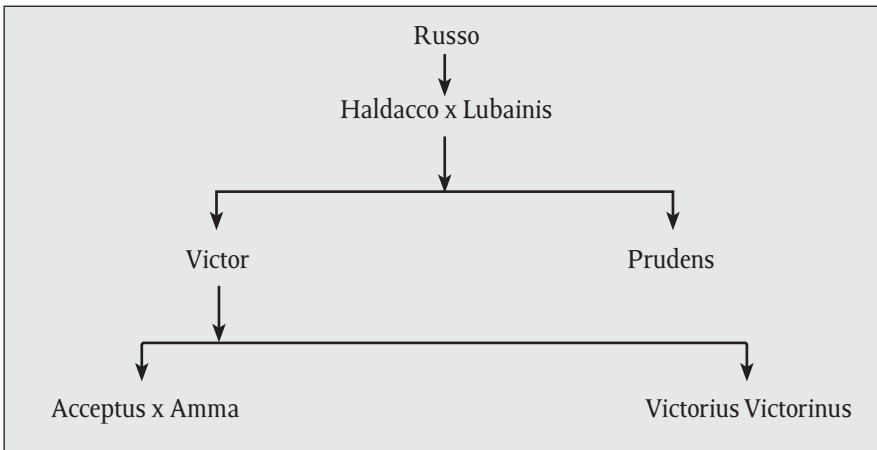 Russo
Haldacco x Lubainis
Victor Prudens
Acceptus x Amma Victorius Victorinus